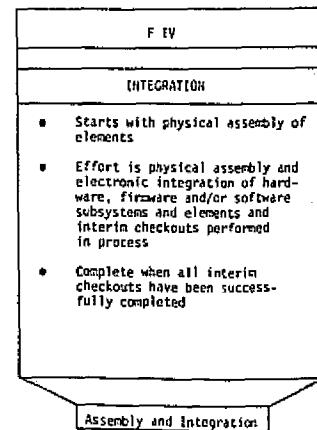 F IV
INTEGRATION
• Starts with physical assembly of
elements
• Effort is physical assembly and
electronic integration of hard-
ware, firmware and/or software
subsystems and elements and
interim checkouts performed
in process
• Complete when all interim
checkouts have been success-
fully completed
Assembly and Integration